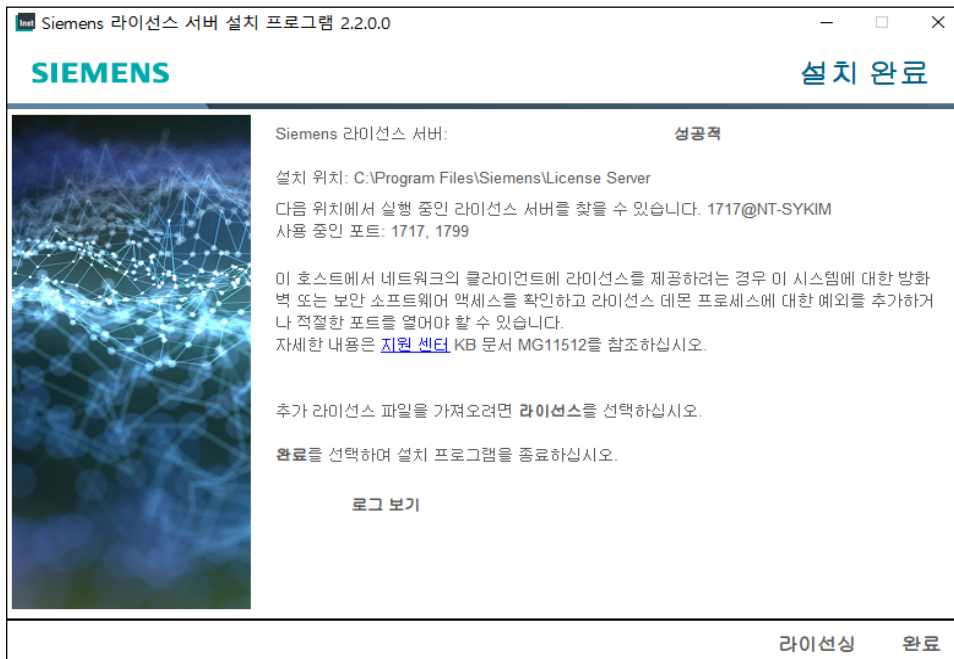 Inst Siemens 라이선스 서버 설치 프로그램 2.2.0.0
SIEMENS
설치 완료
Siemens 라이선스 서버: 성공적
설치 위치: C:\Program Files\Siemens\License Server
다음 위치에서 실행 중인 라이선스 서버를 찾을 수 있습니다. 1717@NT-SYKIM
사용 중인 포트: 1717, 1799
이 호스트에서 네트워크의 클라이언트에 라이선스를 제공하려는 경우 이 시스템에 대한 방화
벽 또는 보안 소프트웨어 액세스를 확인하고 라이선스 데몬 프로세스에 대한 예외를 추가하거
나 적절한 포트를 열어야 할 수 있습니다.
자세한 내용은 지원 센터 KB 문서 MG11512를 참조하십시오.
추가 라이선스 파일을 가져오려면 라이선스를 선택하십시오.
완료를 선택하여 설치 프로그램을 종료하십시오.
로그 보기
라이선싱 완료